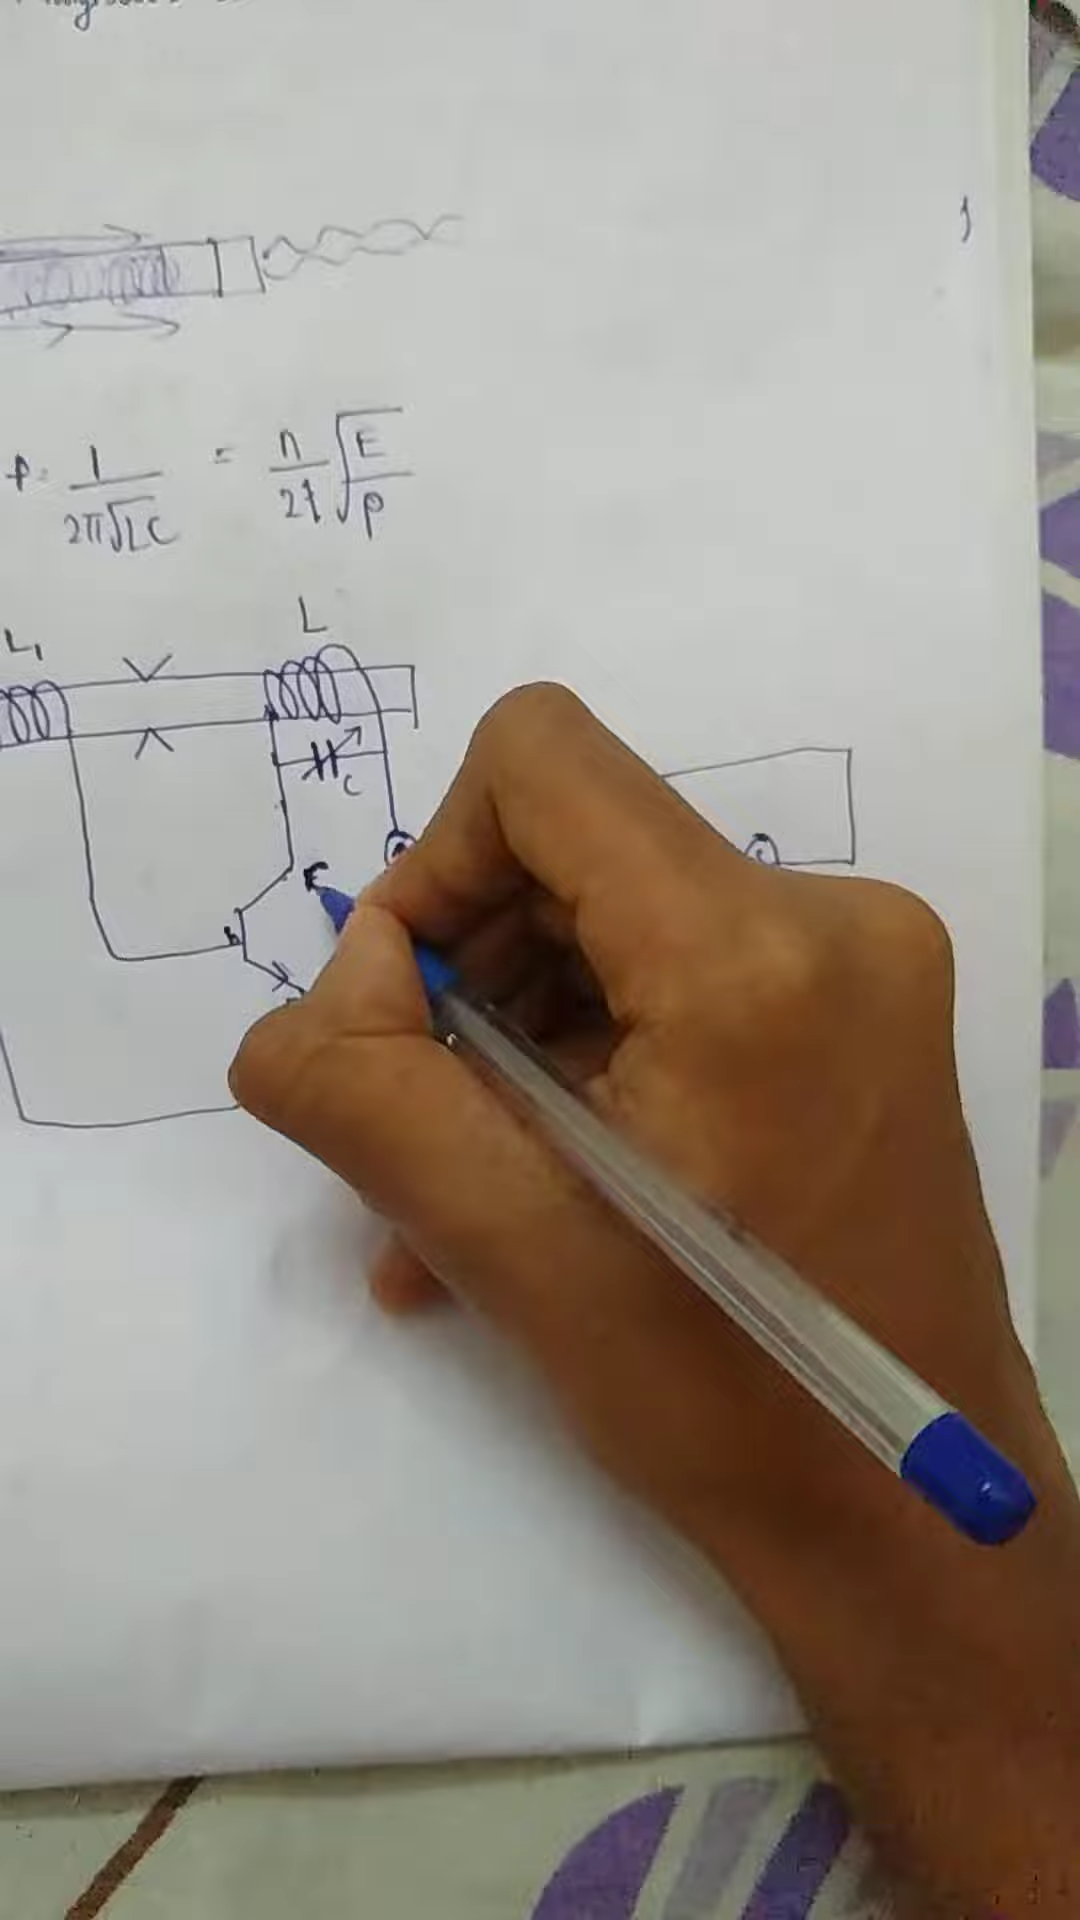 f = 1 / 2π√LC = n / 2t √E / ρ
L₁
L
C
b